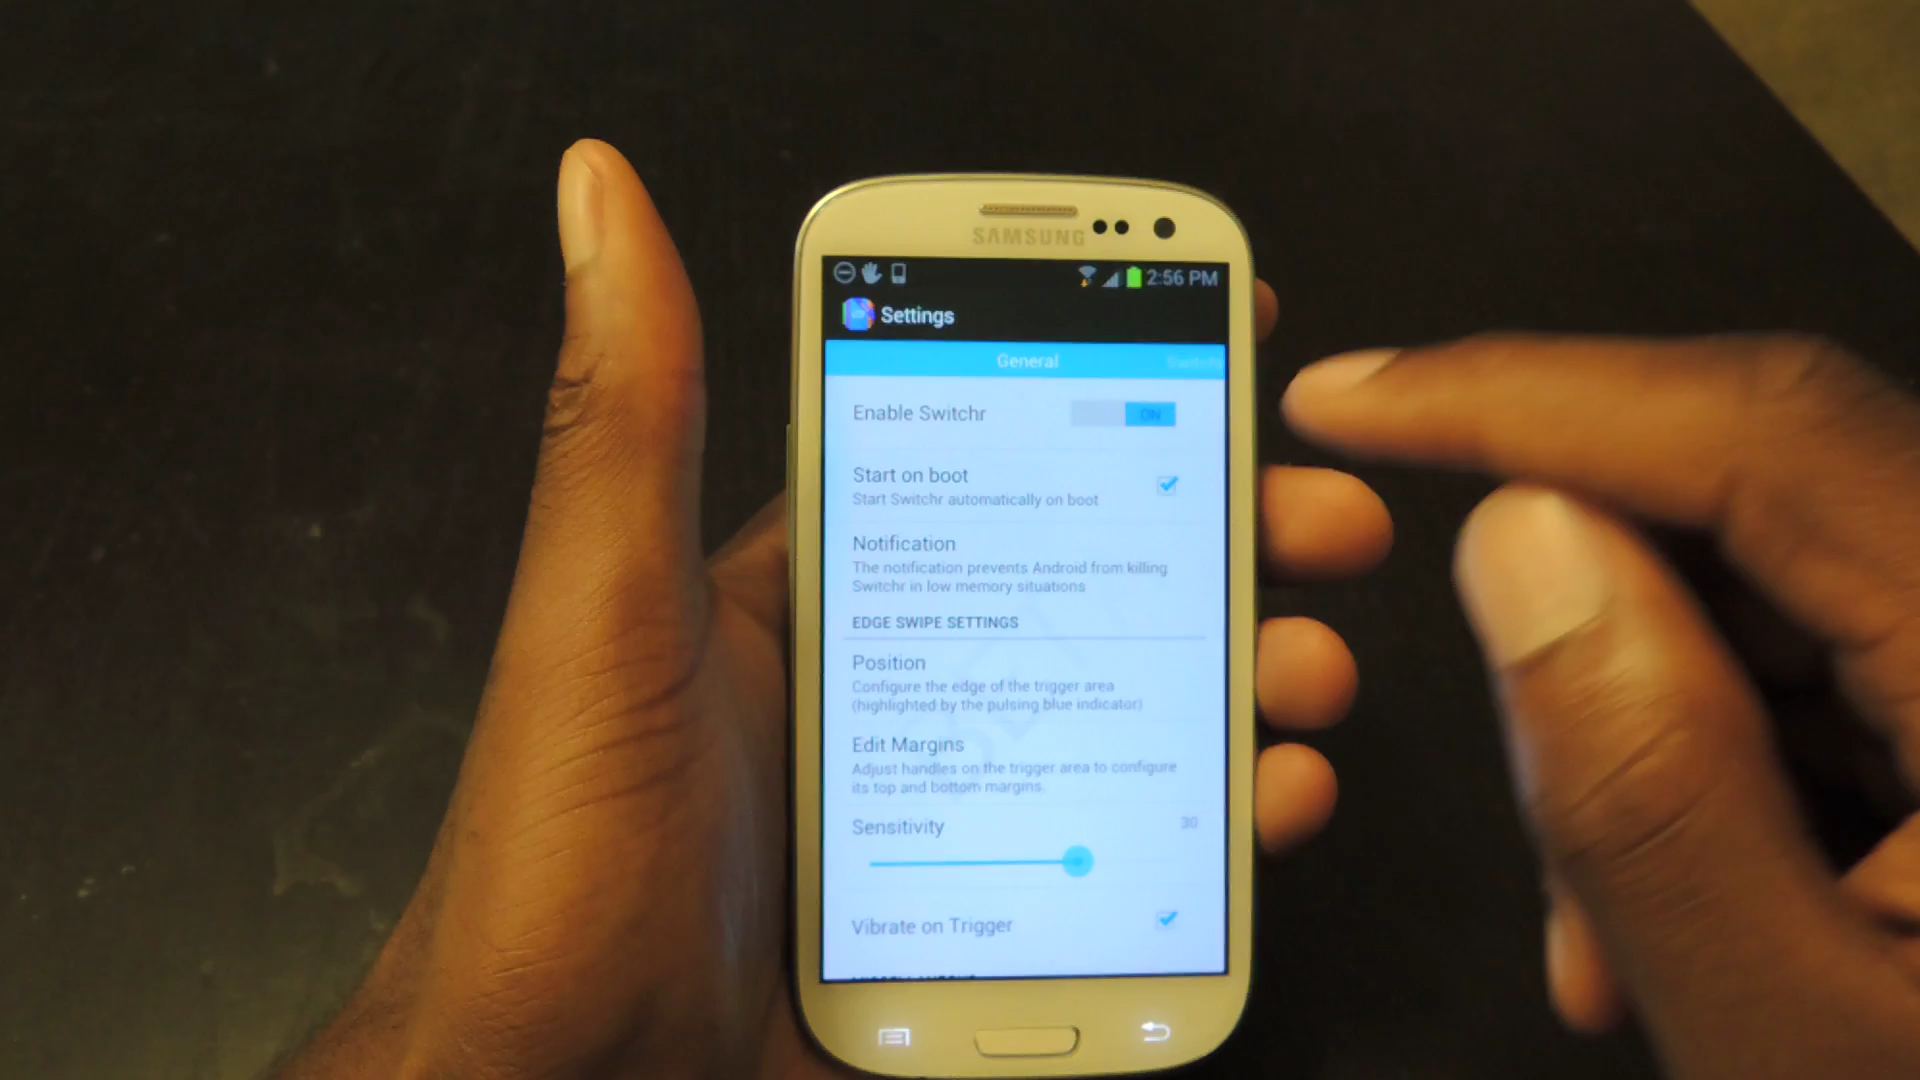 SAMSUNG
2:56 PM
Settings
General
Enable Switchr ON
Start on boot
Start Switchr automatically on boot
Notification
The notification prevents Android from killing
Switchr in low memory situations
EDGE SWIPE SETTINGS
Position
Configure the edge of the trigger area
(highlighted by the pulsing blue indicator)
Edit Margins
Adjust handles on the trigger area to configure
its top and bottom margins.
Sensitivity 30
Vibrate on Trigger